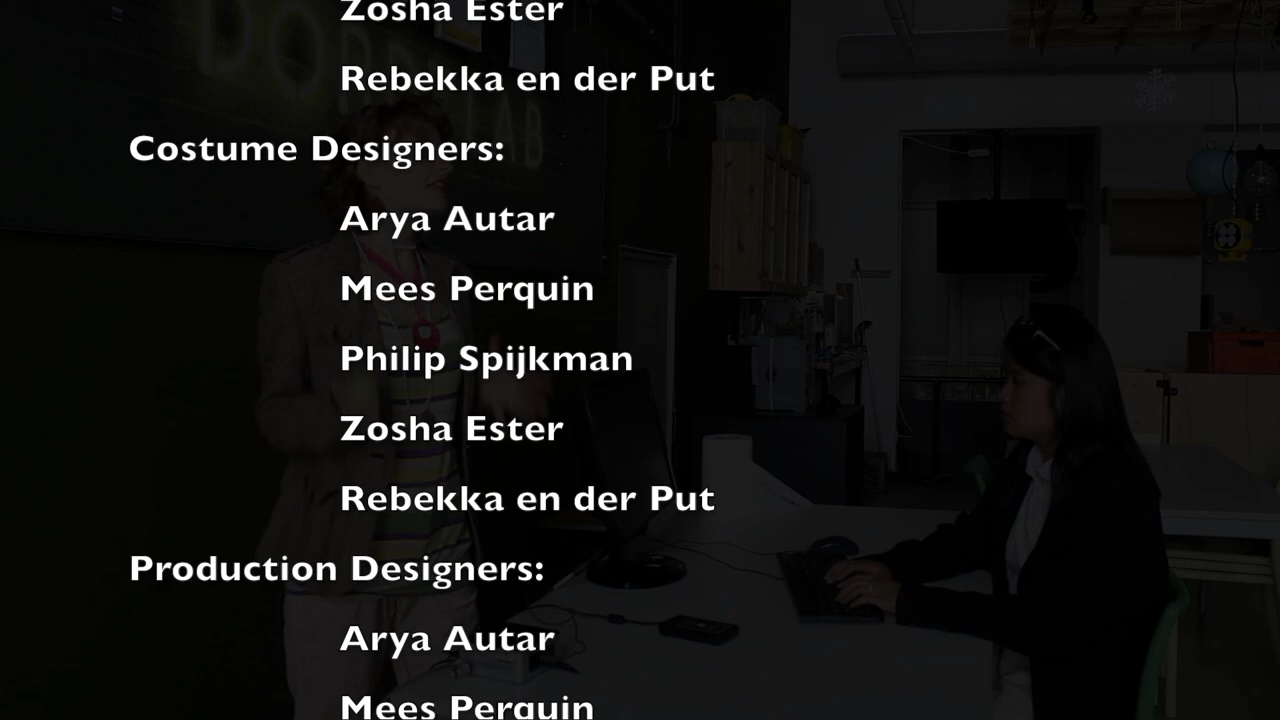 Zosha Ester
Rebekka en der Put
Costume Designers:
Arya Autar
Mees Perquin
Philip Spijkman
Zosha Ester
Rebekka en der Put
Production Designers:
Arya Autar
Mees Perquin
LAB